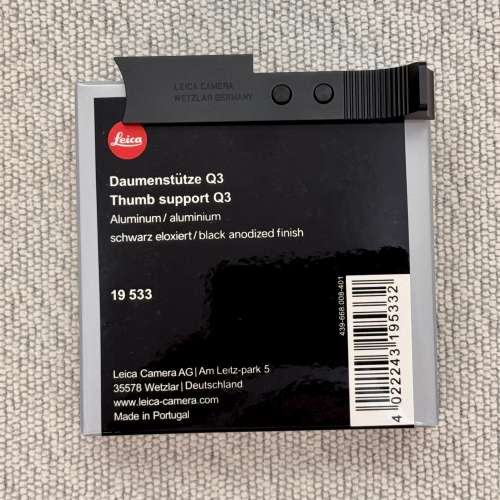 LEICA CAMERA
WETZLAR GERMANY
Leica
Daumenstütze Q3
Thumb support Q3
Aluminum/aluminium
schwarz eloxiert/black anodized finish
19 533
439-668.008-401
4 022243 195332
Leica Camera AG|Am Leitz-park 5
35578 Wetzlar|Deutschland
www.leica-camera.com
Made in Portugal